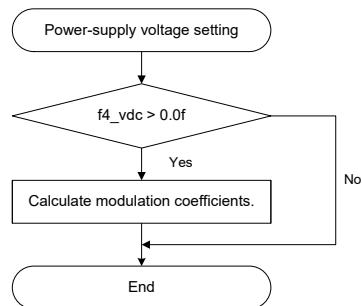 Power-supply voltage setting
f4_vdc > 0.0f
Yes
No
Calculate modulation coefficients.
End